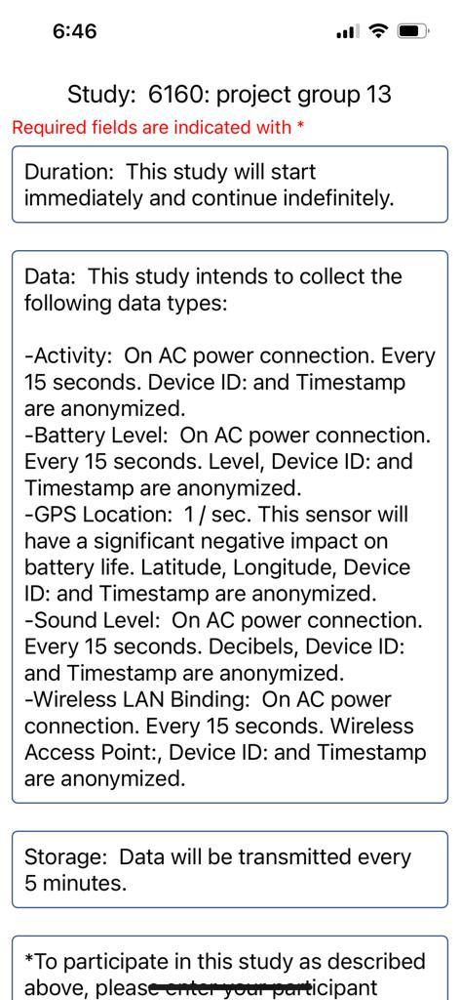 6:46
Study:  6160: project group 13
Required fields are indicated with *
Duration:  This study will start
immediately and continue indefinitely.
Data:  This study intends to collect the
following data types:
-Activity:  On AC power connection. Every
15 seconds. Device ID: and Timestamp
are anonymized.
-Battery Level:  On AC power connection.
Every 15 seconds. Level, Device ID: and
Timestamp are anonymized.
-GPS Location:  1 / sec. This sensor will
have a significant negative impact on
battery life. Latitude, Longitude, Device
ID: and Timestamp are anonymized.
-Sound Level:  On AC power connection.
Every 15 seconds. Decibels, Device ID:
and Timestamp are anonymized.
-Wireless LAN Binding:  On AC power
connection. Every 15 seconds. Wireless
Access Point:, Device ID: and Timestamp
are anonymized.
Storage:  Data will be transmitted every
5 minutes.
*To participate in this study as described
above, please enter your participant